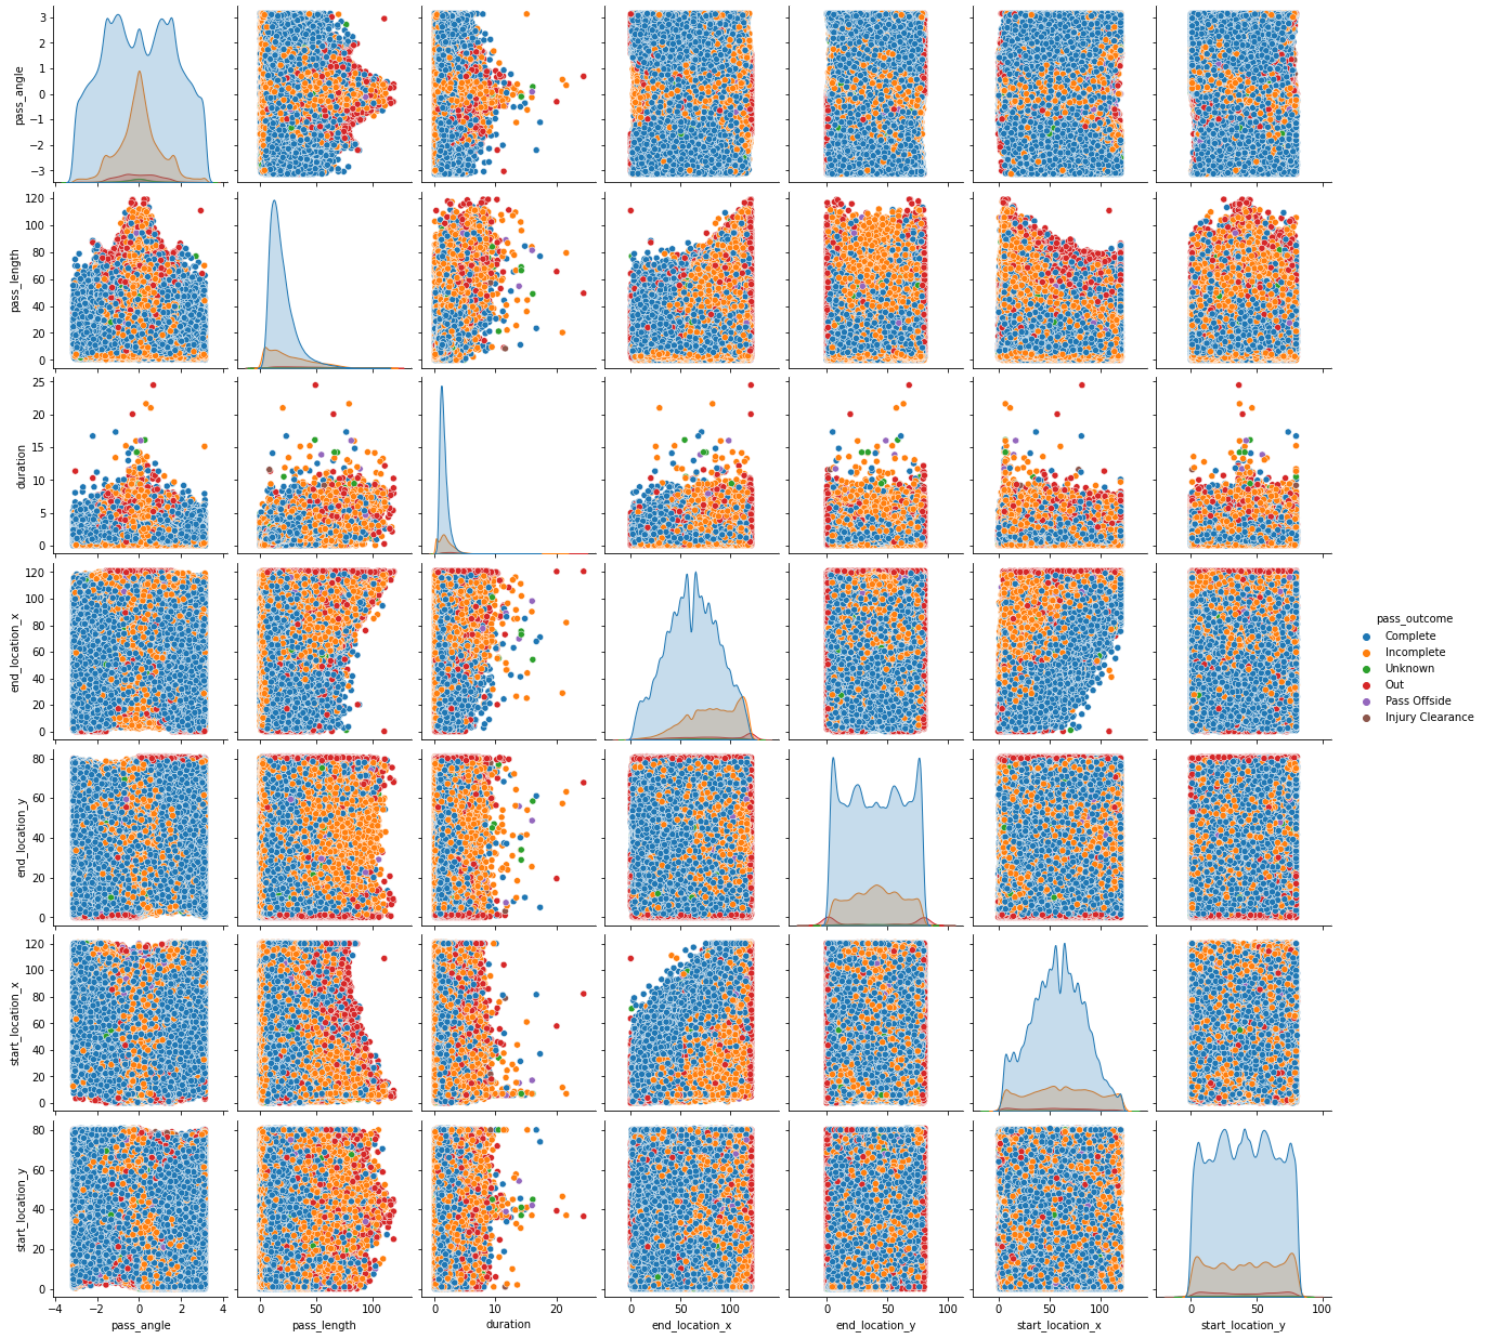 3
2
1
0
−1
−2
−3
pass_angle
120
100
80
60
40
20
0
pass_length
25
20
15
10
5
0
duration
120
100
80
60
40
20
0
end_location_x
pass_outcome
Complete
Incomplete
Unknown
Out
Pass Offside
Injury Clearance
80
60
40
20
0
end_location_y
120
100
80
60
40
20
0
start_location_x
80
60
40
20
0
start_location_y
−4 −2 0 2 4 0 50 100 0 10 20 0 50 100 0 50 100 0 50 100 0 50 100
pass_angle pass_length duration end_location_x end_location_y start_location_x start_location_y